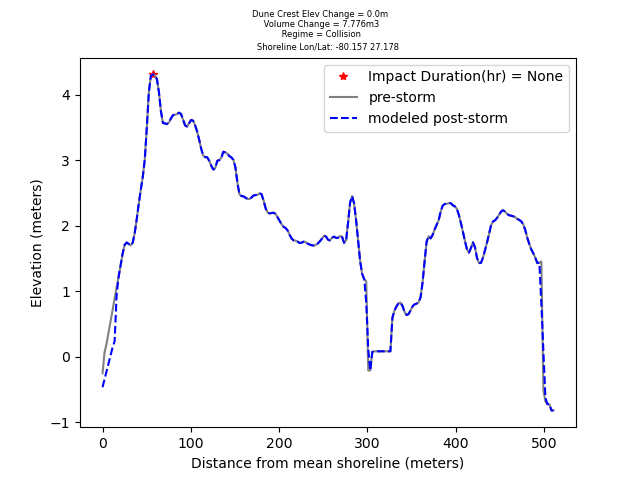 Dune Crest Elev Change = 0.0m
Volume Change = 7.776m3
Regime = Collision
Shoreline Lon/Lat: -80.157 27.178
Impact Duration(hr) = None
pre-storm
modeled post-storm
Elevation (meters)
4
3
2
1
0
−1
0 100 200 300 400 500
Distance from mean shoreline (meters)